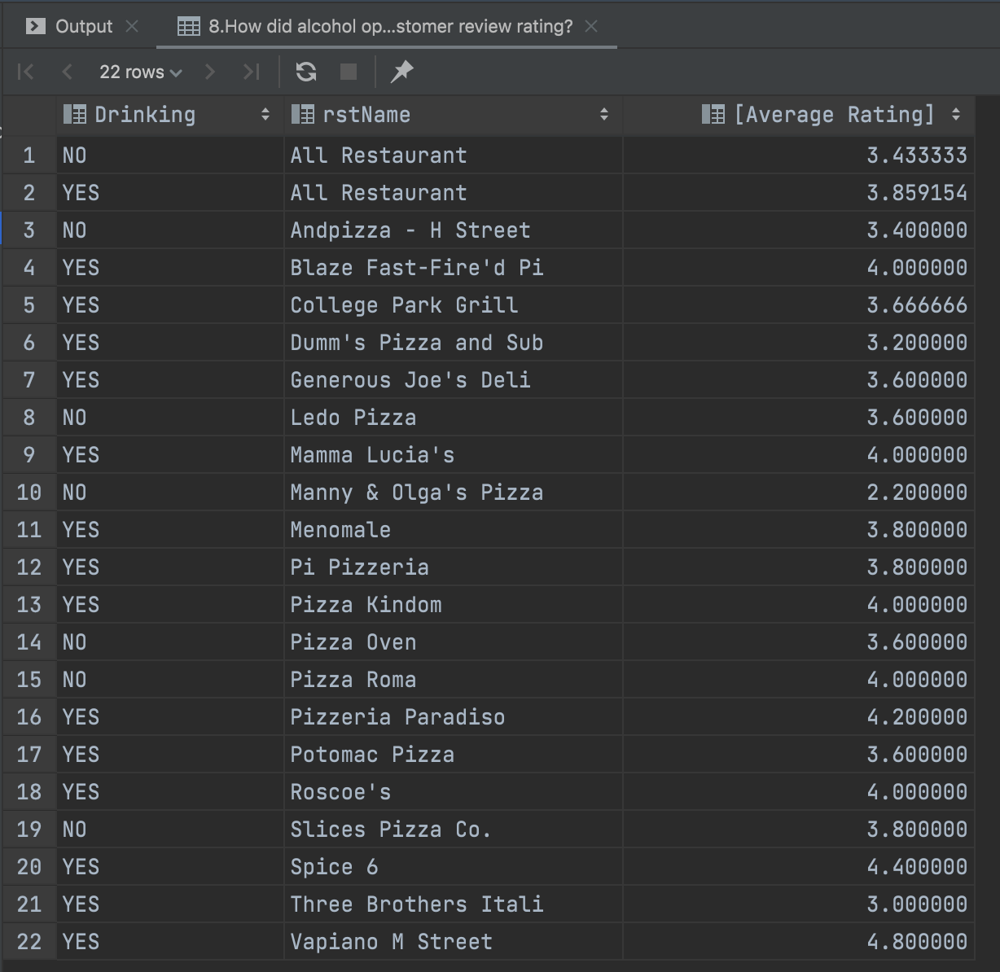 Output 8.How did alcohol op...stomer review rating?
22 rows
Drinking rstName [Average Rating]
1 NO All Restaurant 3.433333
2 YES All Restaurant 3.859154
3 NO Andpizza - H Street 3.400000
4 YES Blaze Fast-Fire'd Pi 4.000000
5 YES College Park Grill 3.666666
6 YES Dumm's Pizza and Sub 3.200000
7 YES Generous Joe's Deli 3.600000
8 NO Ledo Pizza 3.600000
9 YES Mamma Lucia's 4.000000
10 NO Manny & Olga's Pizza 2.200000
11 YES Menomale 3.800000
12 YES Pi Pizzeria 3.800000
13 YES Pizza Kindom 4.000000
14 NO Pizza Oven 3.600000
15 NO Pizza Roma 4.000000
16 YES Pizzeria Paradiso 4.200000
17 YES Potomac Pizza 3.600000
18 YES Roscoe's 4.000000
19 NO Slices Pizza Co. 3.800000
20 YES Spice 6 4.400000
21 YES Three Brothers Itali 3.000000
22 YES Vapiano M Street 4.800000